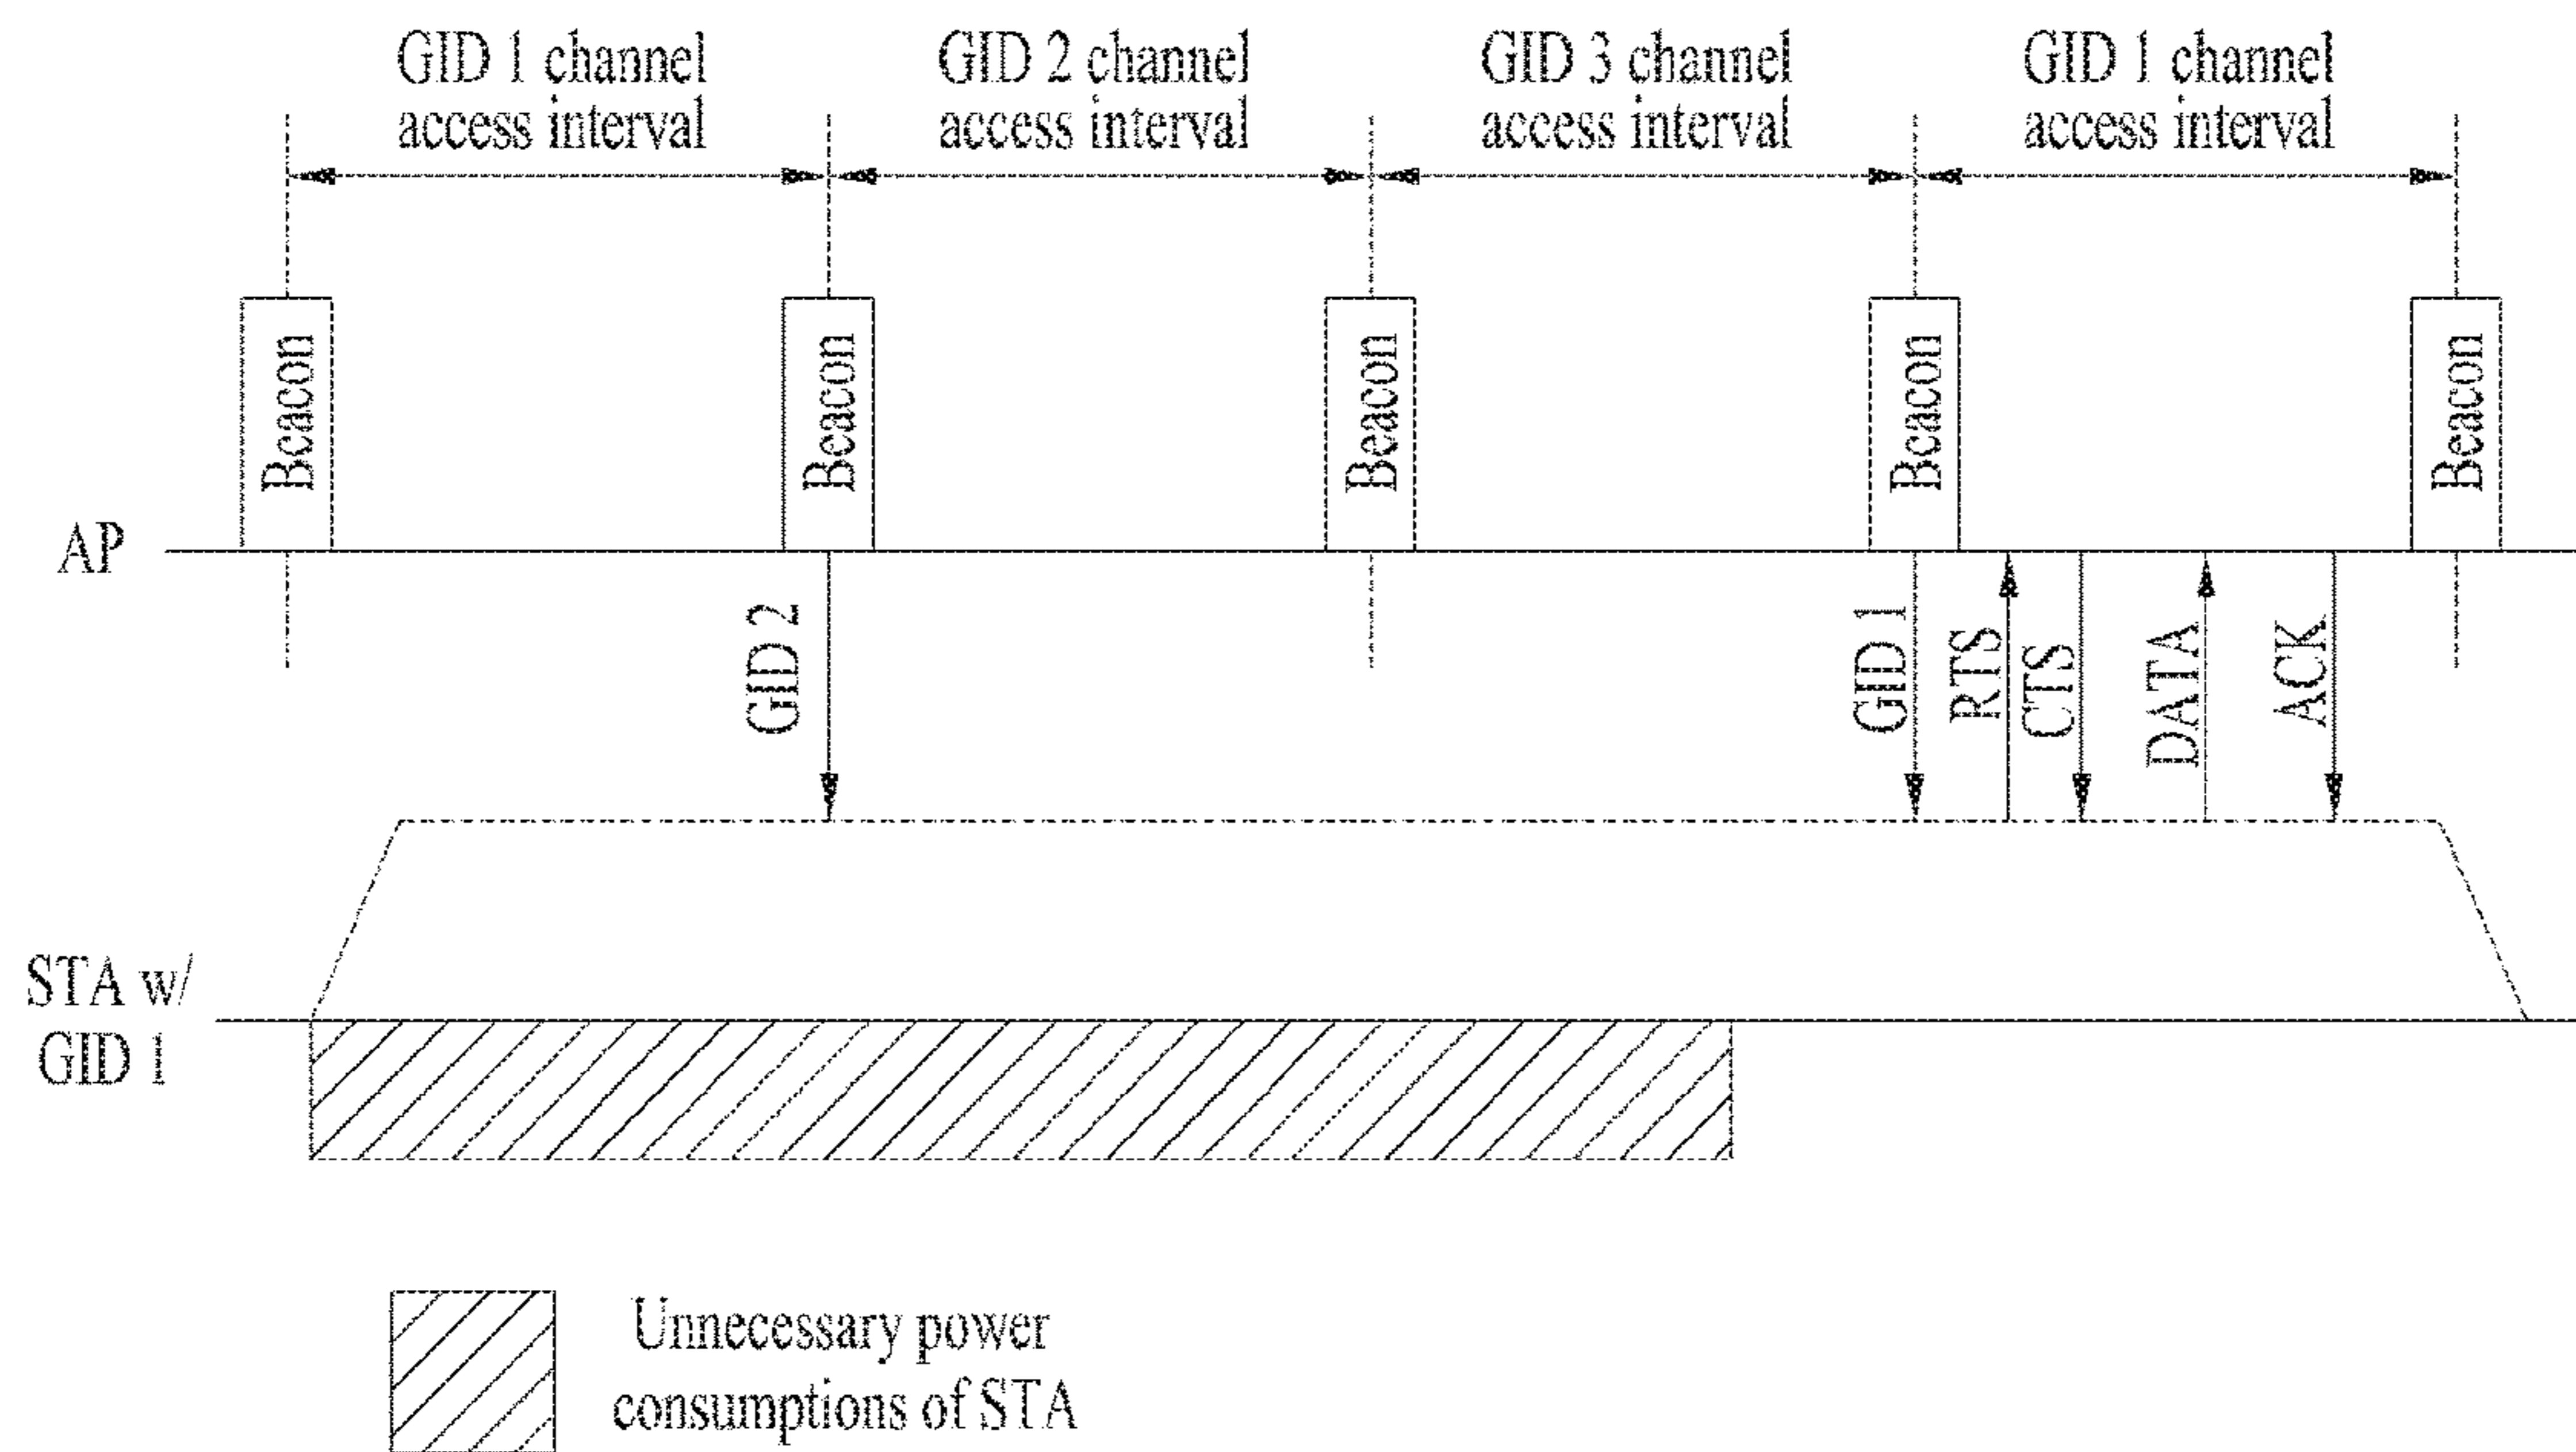 GID 1 channel
access interval
GID 2 channel
access interval
GID 3 channel
access interval
GID 1 channel
access interval
Beacon
Beacon
Beacon
Beacon
Beacon
AP
GID 2
GID 1
RTS
CTS
DATA
ACK
STA w/
GID 1
Unnecessary power
consumptions of STA